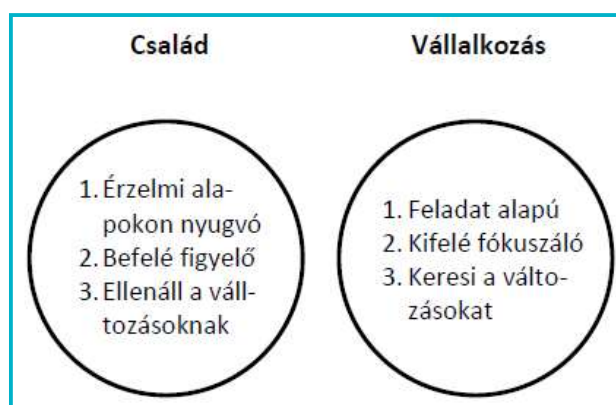 Család
Vállalkozás
1. Érzelmi ala-
pokon nyugvó
2. Befelé figyelő
3. Ellenáll a váll-
tozásoknak
1. Feladat alapú
2. Kifelé fókuszáló
3. Keresi a válto-
zásokat